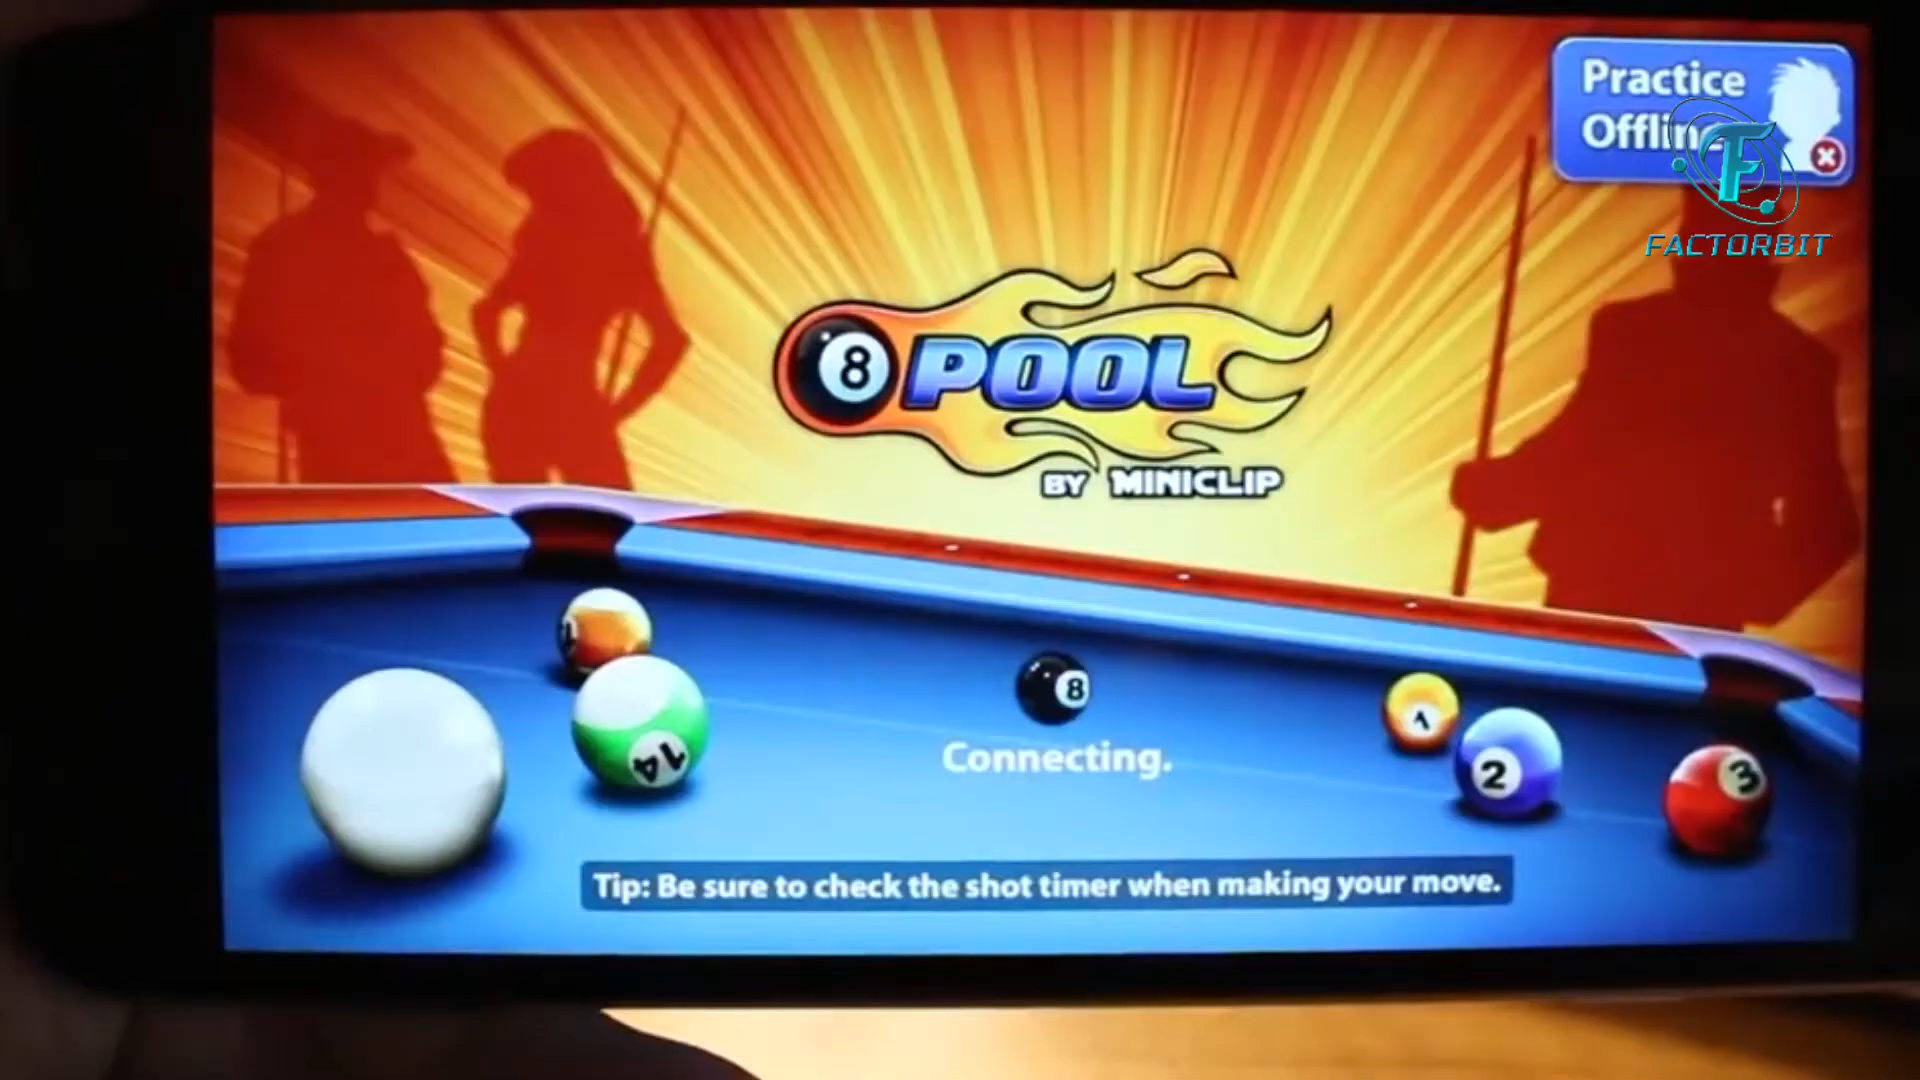 Practice
Offline
FACTORBIT
8 POOL
BY MINICLIP
8
14
1
2
3
Connecting.
Tip: Be sure to check the shot timer when making your move.